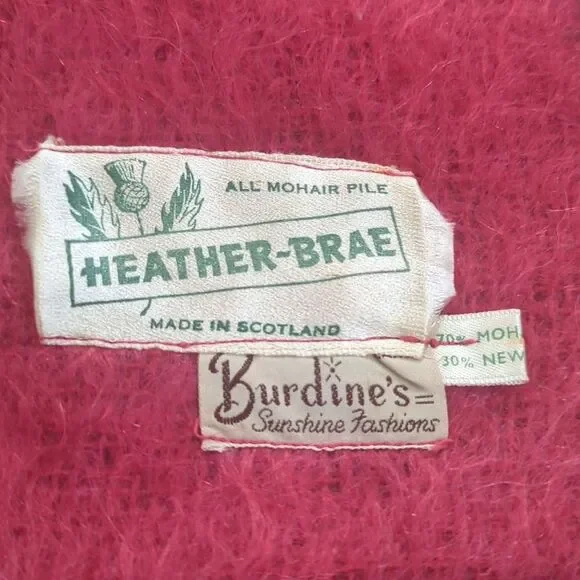 ALL MOHAIR PILE
HEATHER-BRAE
MADE IN SCOTLAND
70% MOH
30% NEW
Burdine's
Sunshine Fashions